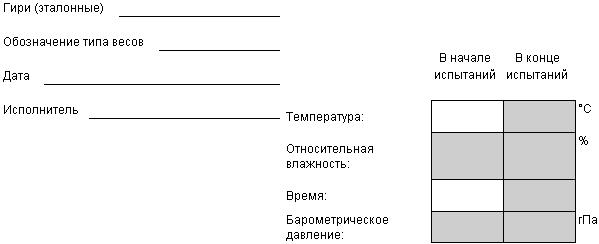 Гири (эталонные)
Обозначение типа весов
Дата
Исполнитель
В начале испытаний
В конце испытаний
Температура: °C
Относительная
влажность: %
Время:
Барометрическое
давление: гПа